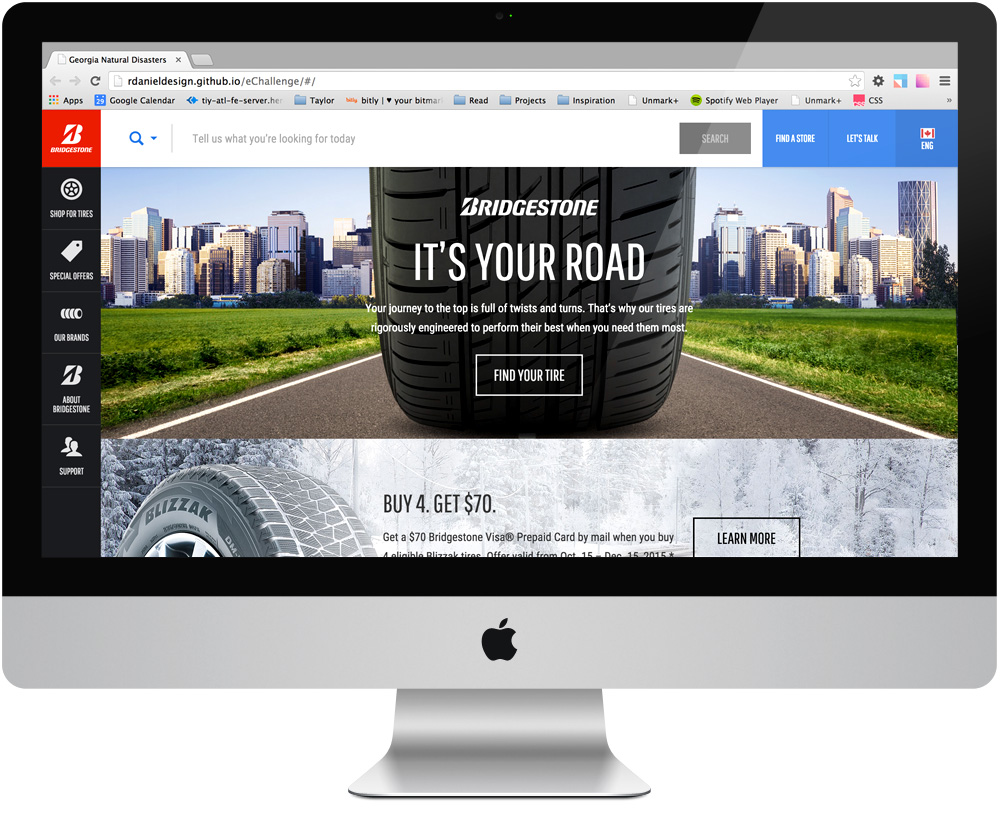 Georgia Natural Disasters
rdanieldesign.github.io/eChallenge/#/
Apps
Google Calendar
tiy-atl-fe-server.her
Taylor
bitly | ♥ your bitmar
Read
Projects
Inspiration
Unmark+
Spotify Web Player
Unmark+
CSS
»
BRIDGESTONE
Tell us what you're looking for today
SEARCH
FIND A STORE
LET'S TALK
ENG
SHOP FOR TIRES
SPECIAL OFFERS
OUR BRANDS
ABOUT
BRIDGESTONE
SUPPORT
BRIDGESTONE
IT'S YOUR ROAD
Your journey to the top is full of twists and turns. That's why our tires are
rigorously engineered to perform their best when you need them most.
FIND YOUR TIRE
BLIZZAK
BUY 4. GET $70.
Get a $70 Bridgestone Visa® Prepaid Card by mail when you buy
4 eligible Blizzak tires. Offer valid from Oct. 15 – Dec. 15, 2015.*
LEARN MORE